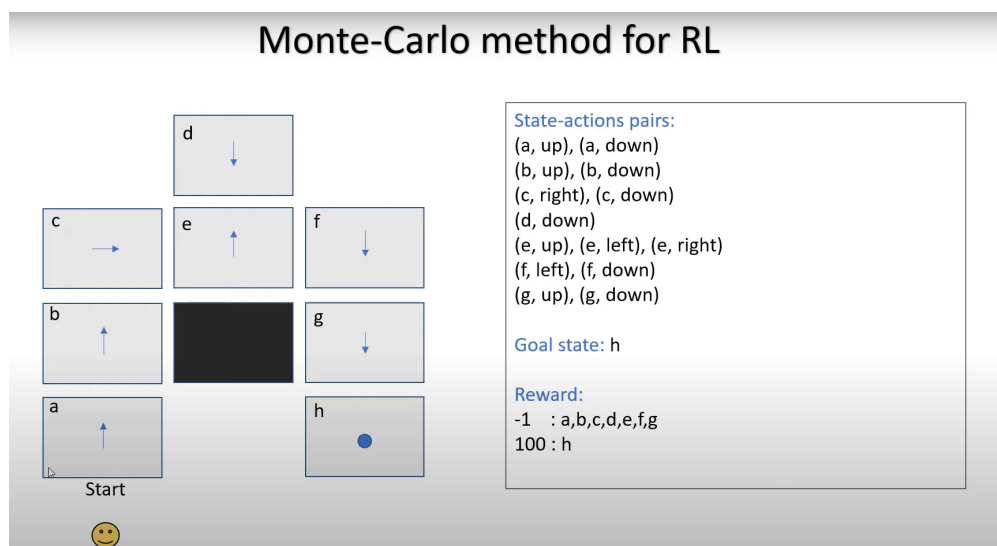 Monte-Carlo method for RL
d
c
e
f
b
g
a
h
Start
State-actions pairs:
(a, up), (a, down)
(b, up), (b, down)
(c, right), (c, down)
(d, down)
(e, up), (e, left), (e, right)
(f, left), (f, down)
(g, up), (g, down)
Goal state: h
Reward:
-1 : a,b,c,d,e,f,g
100 : h